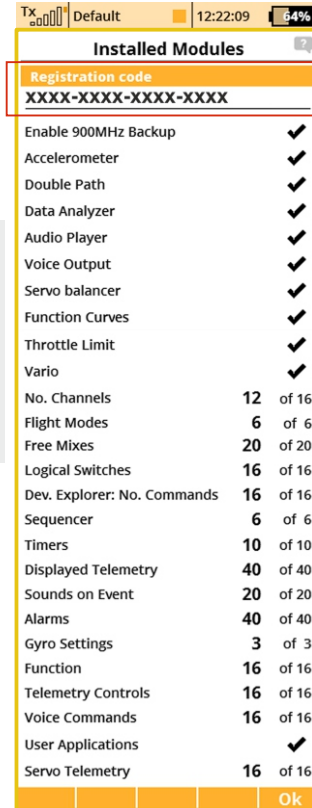 Tx Default 12:22:09 64%
Installed Modules ?
Registration code
XXXX-XXXX-XXXX-XXXX
Enable 900MHz Backup ✔
Accelerometer ✔
Double Path ✔
Data Analyzer ✔
Audio Player ✔
Voice Output ✔
Servo balancer ✔
Function Curves ✔
Throttle Limit ✔
Vario ✔
No. Channels 12 of 16
Flight Modes 6 of 6
Free Mixes 20 of 20
Logical Switches 16 of 16
Dev. Explorer: No. Commands 16 of 16
Sequencer 6 of 6
Timers 10 of 10
Displayed Telemetry 40 of 40
Sounds on Event 20 of 20
Alarms 40 of 40
Gyro Settings 3 of 3
Function 16 of 16
Telemetry Controls 16 of 16
Voice Commands 16 of 16
User Applications ✔
Servo Telemetry 16 of 16
Ok